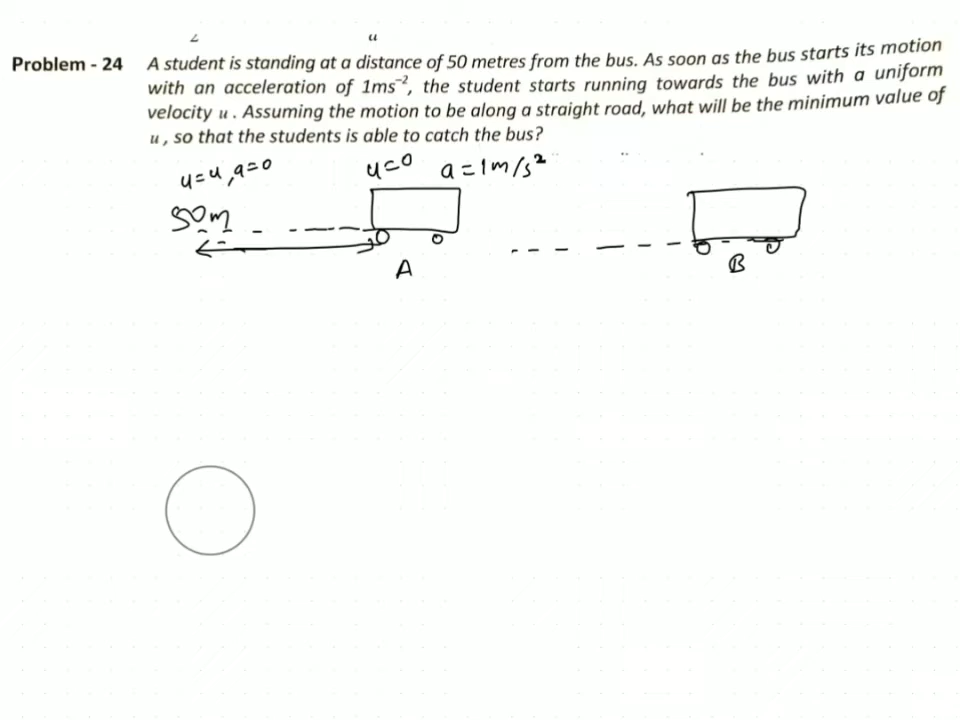 u
Problem - 24 A student is standing at a distance of 50 metres from the bus. As soon as the bus starts its motion
with an acceleration of 1ms⁻², the student starts running towards the bus with a uniform
velocity u . Assuming the motion to be along a straight road, what will be the minimum value of
u , so that the students is able to catch the bus?
u=u, a=0 u=0 a=1m/s²
50m
A B